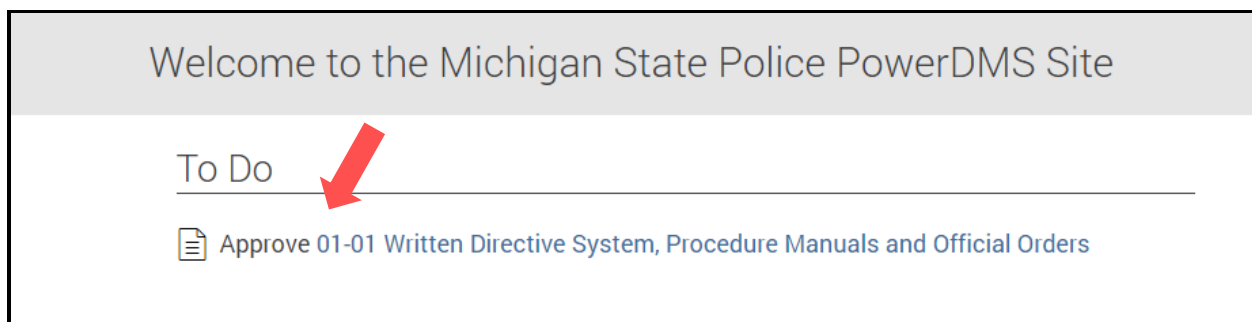 Welcome to the Michigan State Police PowerDMS Site
To Do
Approve 01-01 Written Directive System, Procedure Manuals and Official Orders